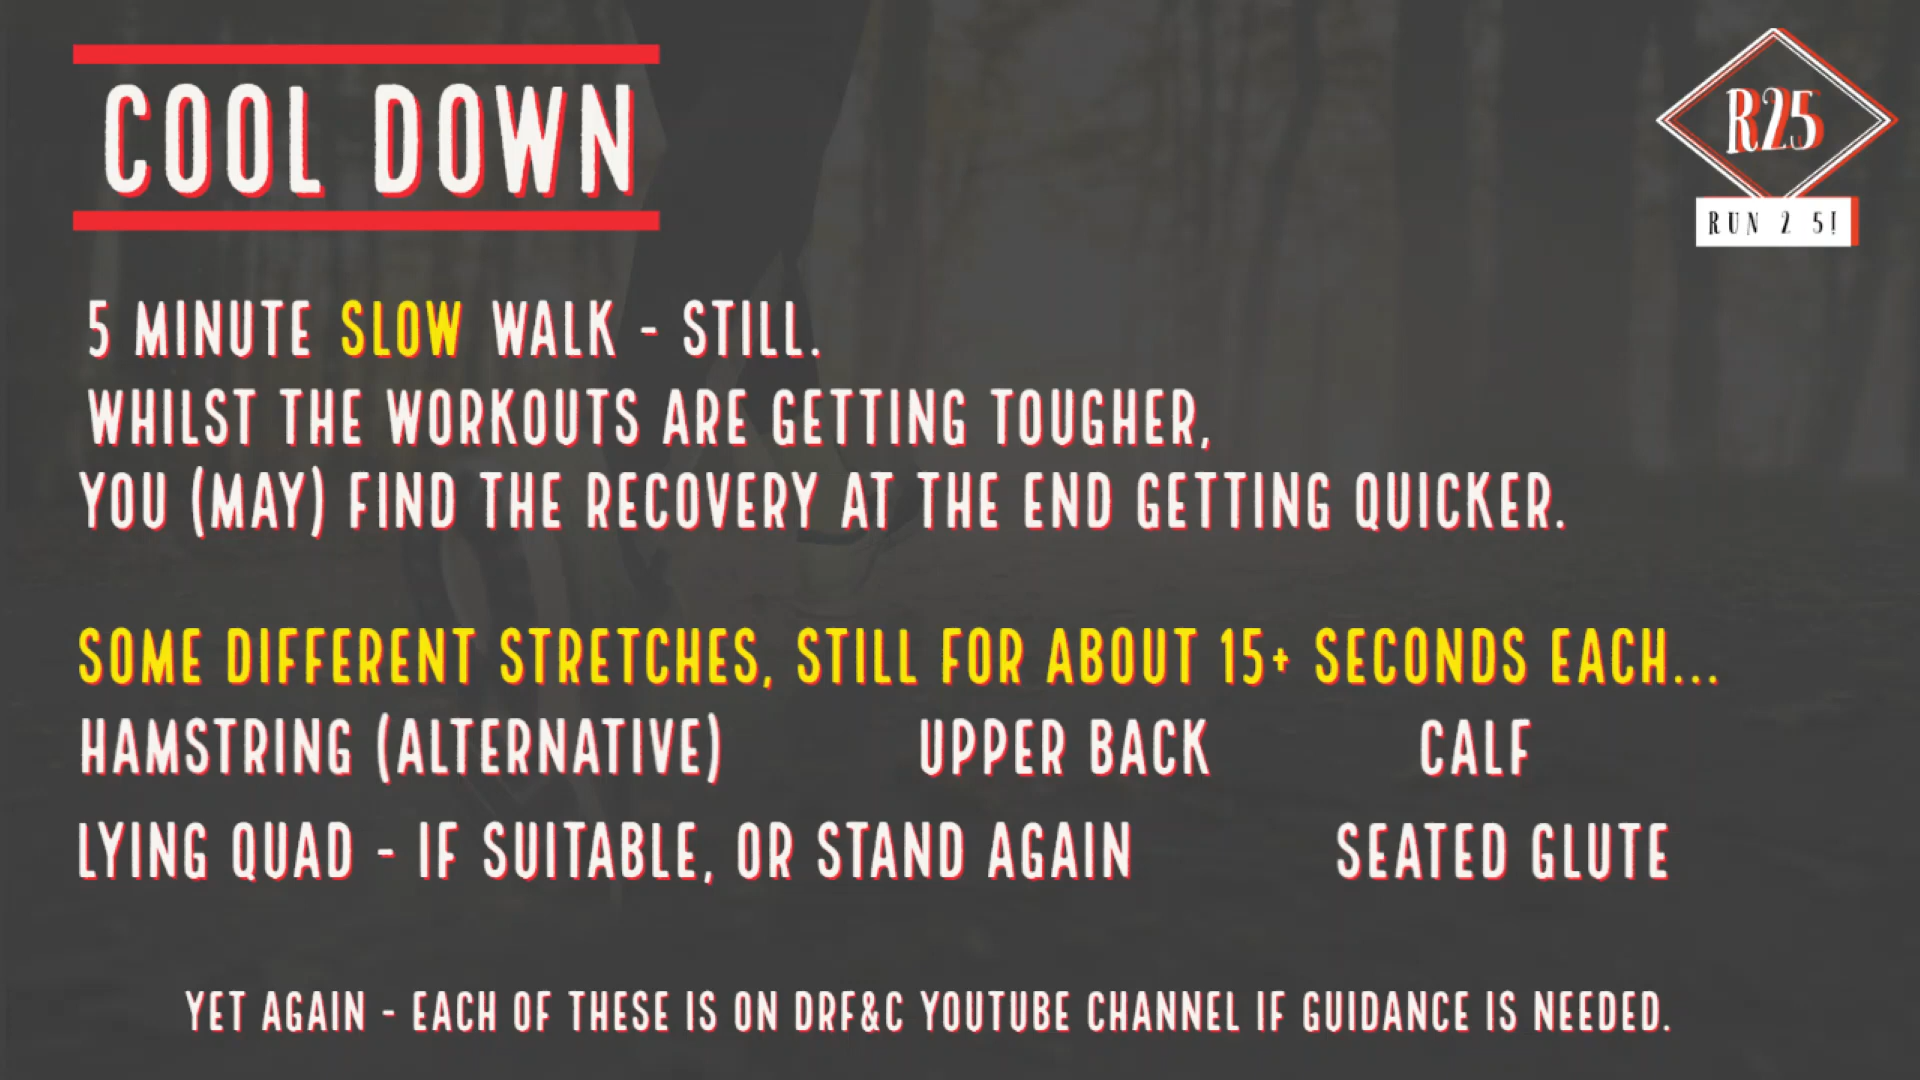 COOL DOWN
R25
RUN 2 5!
5 MINUTE SLOW WALK - STILL.
WHILST THE WORKOUTS ARE GETTING TOUGHER,
YOU (MAY) FIND THE RECOVERY AT THE END GETTING QUICKER.
SOME DIFFERENT STRETCHES, STILL FOR ABOUT 15+ SECONDS EACH...
HAMSTRING (ALTERNATIVE) UPPER BACK CALF
LYING QUAD - IF SUITABLE, OR STAND AGAIN SEATED GLUTE
YET AGAIN - EACH OF THESE IS ON DRF&C YOUTUBE CHANNEL IF GUIDANCE IS NEEDED.